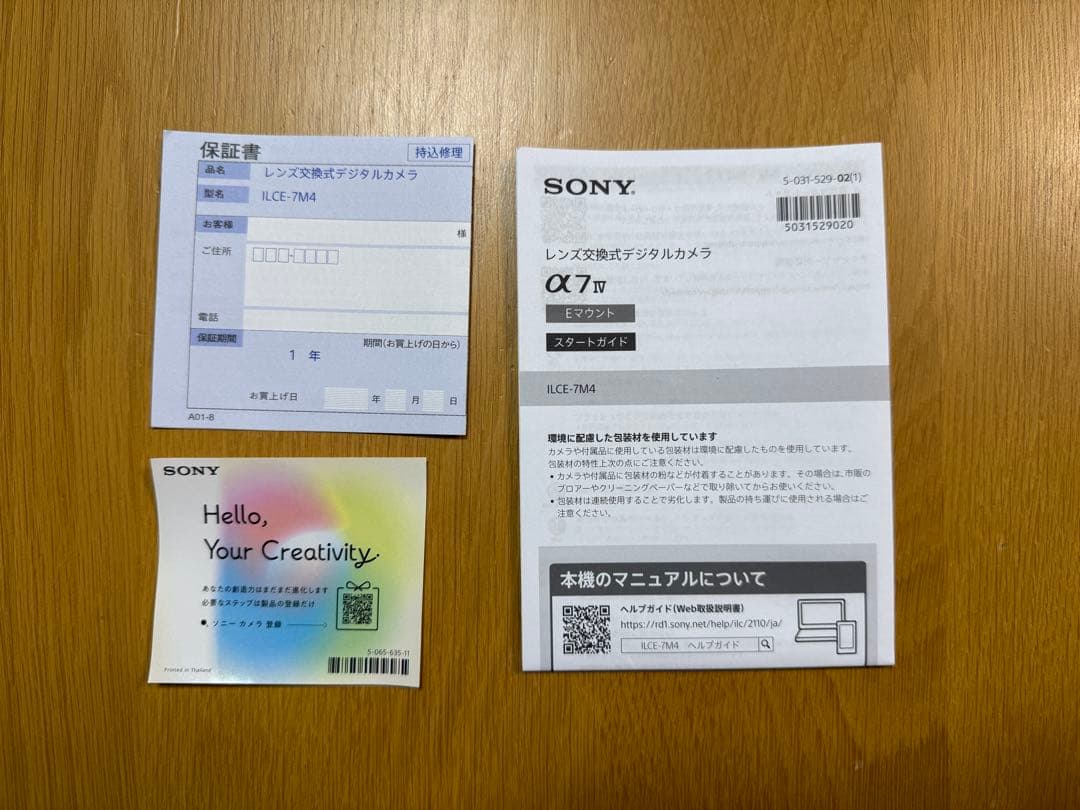 保証書
持込修理
品名 レンズ交換式デジタルカメラ
型名 ILCE-7M4
お客様 様
ご住所
電話
保証期間 期間(お買上げの日から)
1 年
お買上げ日 年 月 日
A01-8
SONY
Hello,
Your Creativity.
あなたの創造力はまだまだ進化します
必要なステップは製品の登録だけ
ソニー カメラ 登録
5-065-635-11
Printed in Thailand
SONY®
5-031-529-02(1)
5031529020
レンズ交換式デジタルカメラ
α7IV
Eマウント
スタートガイド
ILCE-7M4
環境に配慮した包装材を使用しています
カメラや付属品に使用している包装材は環境に配慮したものを使用しています。
包装材の特性上次の点にご注意ください。
• カメラや付属品に包装材の粉などが付着することがあります。その場合は、市販の
ブロアーやクリーニングペーパーなどで取り除いてからお使いください。
• 包装材は連続使用することで劣化します。製品の持ち運びに使用される場合はご
注意ください。
本機のマニュアルについて
ヘルプガイド(Web取扱説明書)
https://rd1.sony.net/help/ilc/2110/ja/
ILCE-7M4 ヘルプガイド